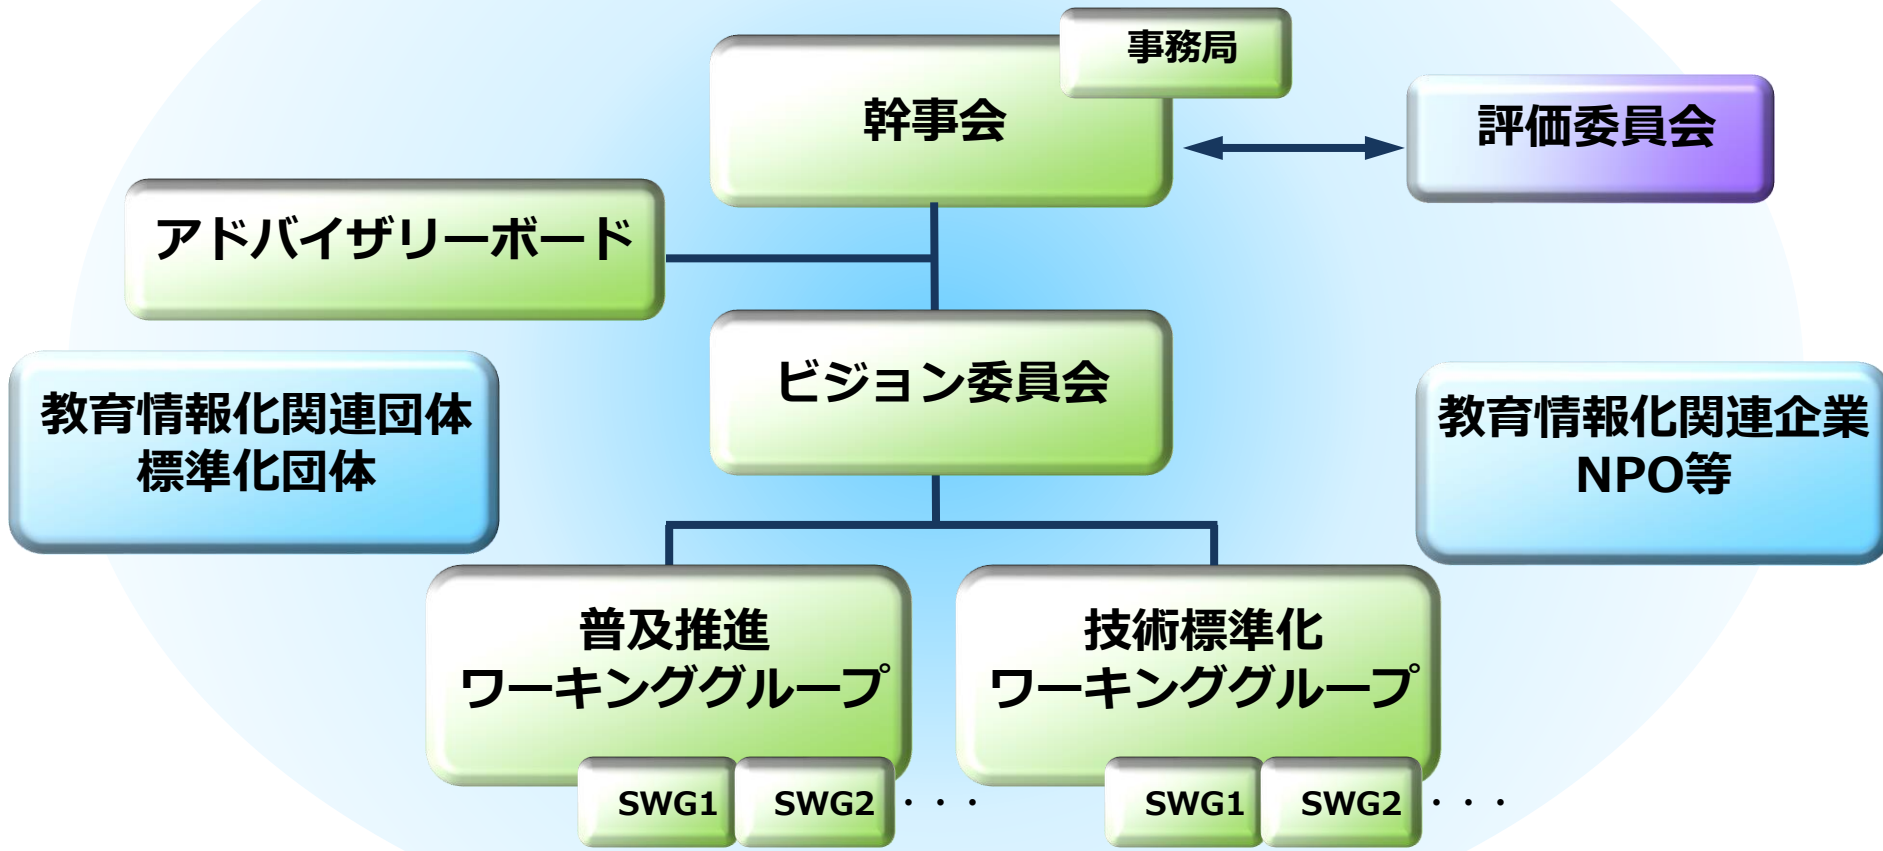 事務局
幹事会
評価委員会
アドバイザリーボード
ビジョン委員会
教育情報化関連団体
標準化団体
教育情報化関連企業
NPO等
普及推進
ワーキンググループ
技術標準化
ワーキンググループ
SWG1 SWG2 ・・・
SWG1 SWG2 ・・・